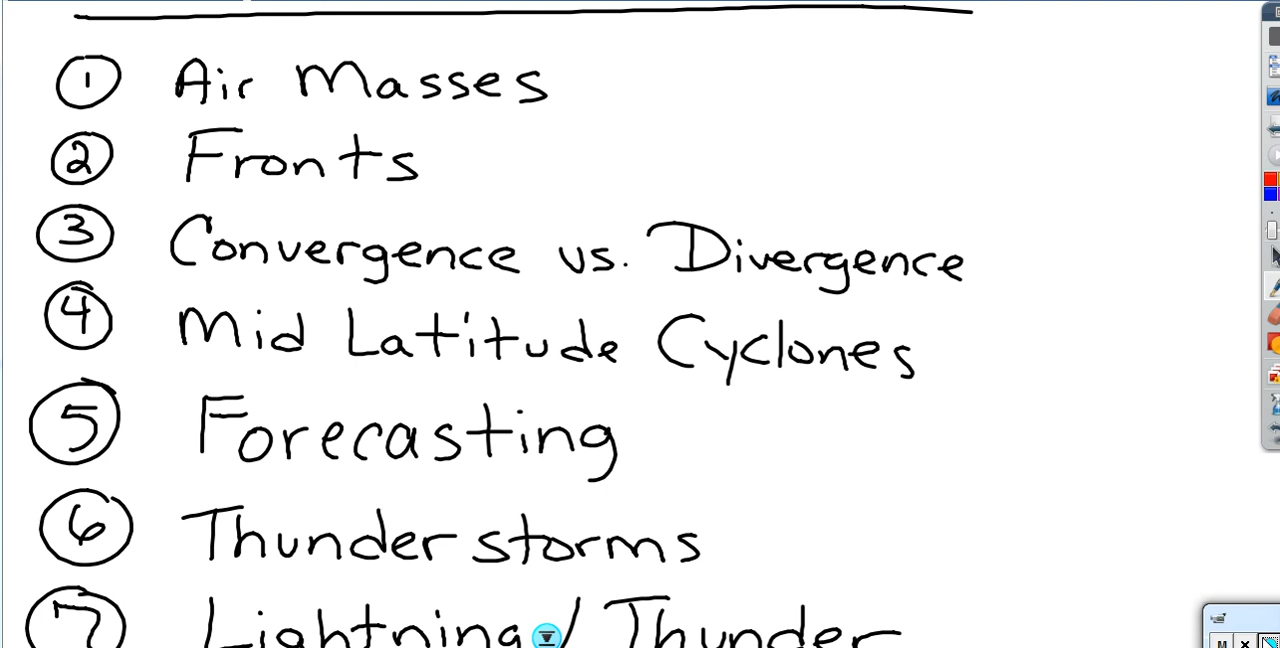 ① Air Masses
② Fronts
③ Convergence vs. Divergence
④ Mid Latitude Cyclones
⑤ Forecasting
⑥ Thunderstorms
⑦ Lightning / Thunder